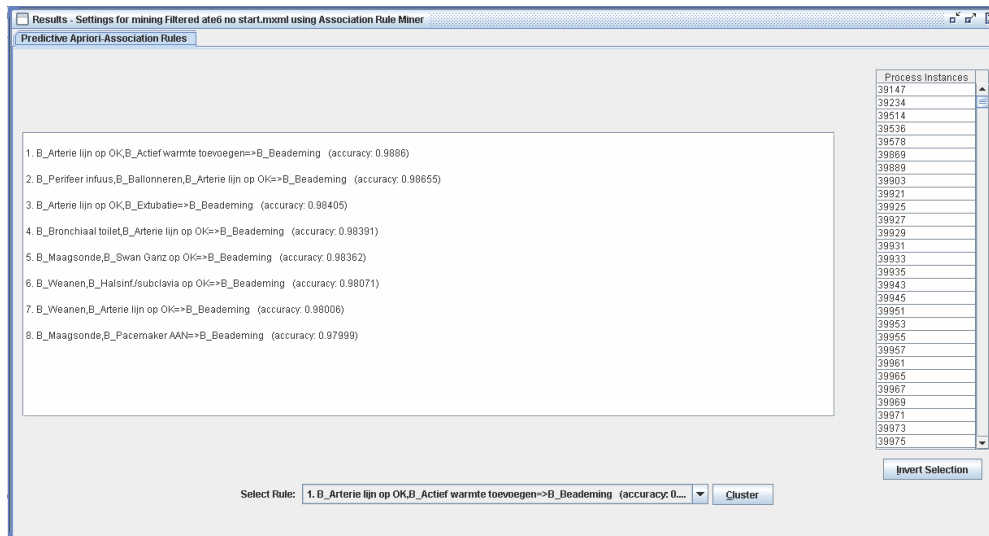 Results - Settings for mining Filtered ate6 no start.mxml using Association Rule Miner
Predictive Apriori-Association Rules
1. B_Arterie lijn op OK,B_Actief warmte toevoegen=>B_Beademing (accuracy: 0.9886)
2. B_Perifeer infuus,B_Ballonneren,B_Arterie lijn op OK=>B_Beademing (accuracy: 0.98655)
3. B_Arterie lijn op OK,B_Extubatie=>B_Beademing (accuracy: 0.98405)
4. B_Bronchiaal toilet,B_Arterie lijn op OK=>B_Beademing (accuracy: 0.98391)
5. B_Maagsonde,B_Swan Ganz op OK=>B_Beademing (accuracy: 0.98362)
6. B_Weanen,B_Halsinf./subclavia op OK=>B_Beademing (accuracy: 0.98071)
7. B_Weanen,B_Arterie lijn op OK=>B_Beademing (accuracy: 0.98006)
8. B_Maagsonde,B_Pacemaker AAN=>B_Beademing (accuracy: 0.97999)
Process Instances
39147
39234
39514
39536
39578
39869
39889
39903
39921
39925
39927
39929
39931
39933
39935
39943
39945
39951
39953
39955
39957
39961
39965
39967
39969
39971
39973
39975
Invert Selection
Select Rule: 1. B_Arterie lijn op OK,B_Actief warmte toevoegen=>B_Beademing (accuracy: 0.... Cluster